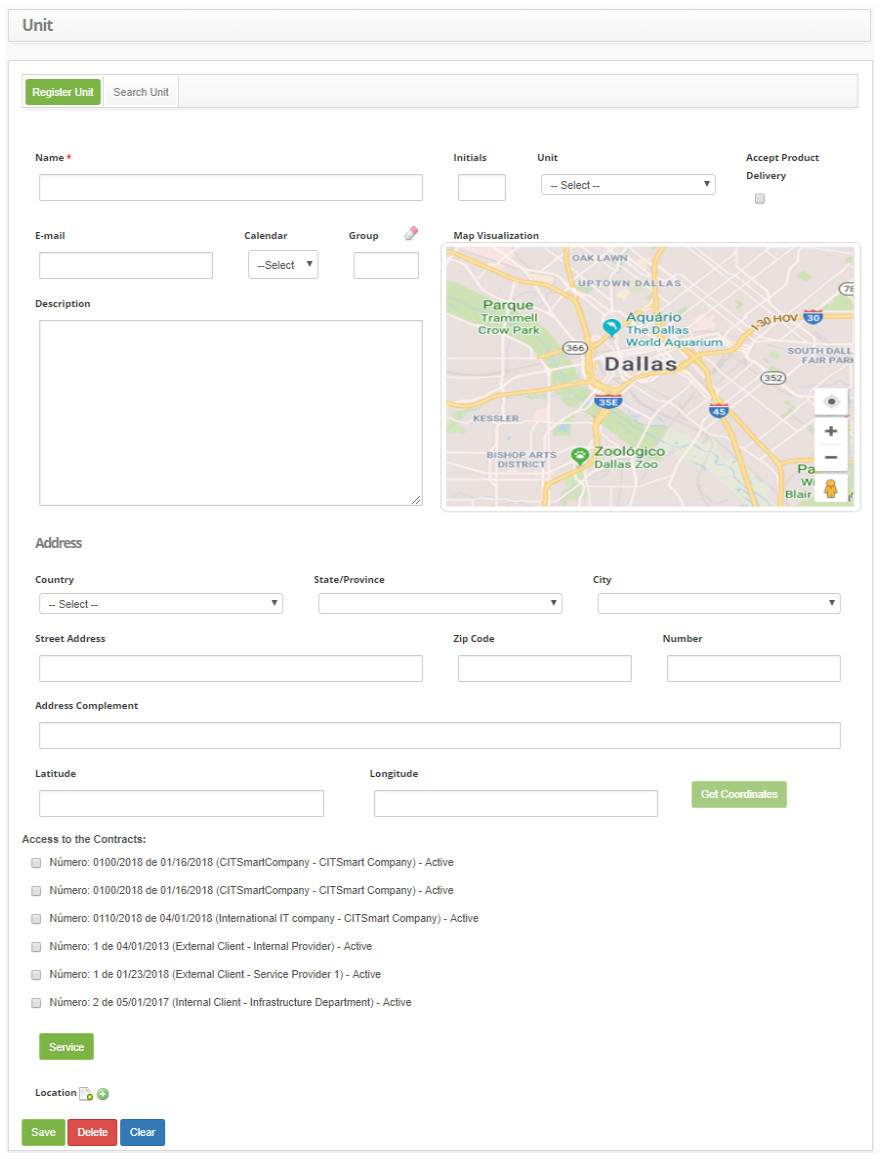 Unit
Register Unit
Search Unit
Name *
Initials
Unit
Accept Product
Delivery
-- Select --
E-mail
Calendar
Group
Map Visualization
--Select
Description
OAK LAWN
UPTOWN DALLAS
Parque
Trammell
Crow Park
Aquário
The Dallas
World Aquarium
1-30 HOV
30
366
Dallas
SOUTH DALL
FAIR PARK
352
35E
45
KESSLER
BISHOP ARTS
DISTRICT
Zoológico
Dallas Zoo
+
−
Pa
Blair
Address
Country
State/Province
City
-- Select --
Street Address
Zip Code
Number
Address Complement
Latitude
Longitude
Get Coordinates
Access to the Contracts:
Número: 0100/2018 de 01/16/2018 (CITSmartCompany - CITSmart Company) - Active
Número: 0100/2018 de 01/16/2018 (CITSmartCompany - CITSmart Company) - Active
Número: 0110/2018 de 04/01/2018 (International IT company - CITSmart Company) - Active
Número: 1 de 04/01/2013 (External Client - Internal Provider) - Active
Número: 1 de 01/23/2018 (External Client - Service Provider 1) - Active
Número: 2 de 05/01/2017 (Internal Client - Infrastructure Department) - Active
Service
Location
Save
Delete
Clear